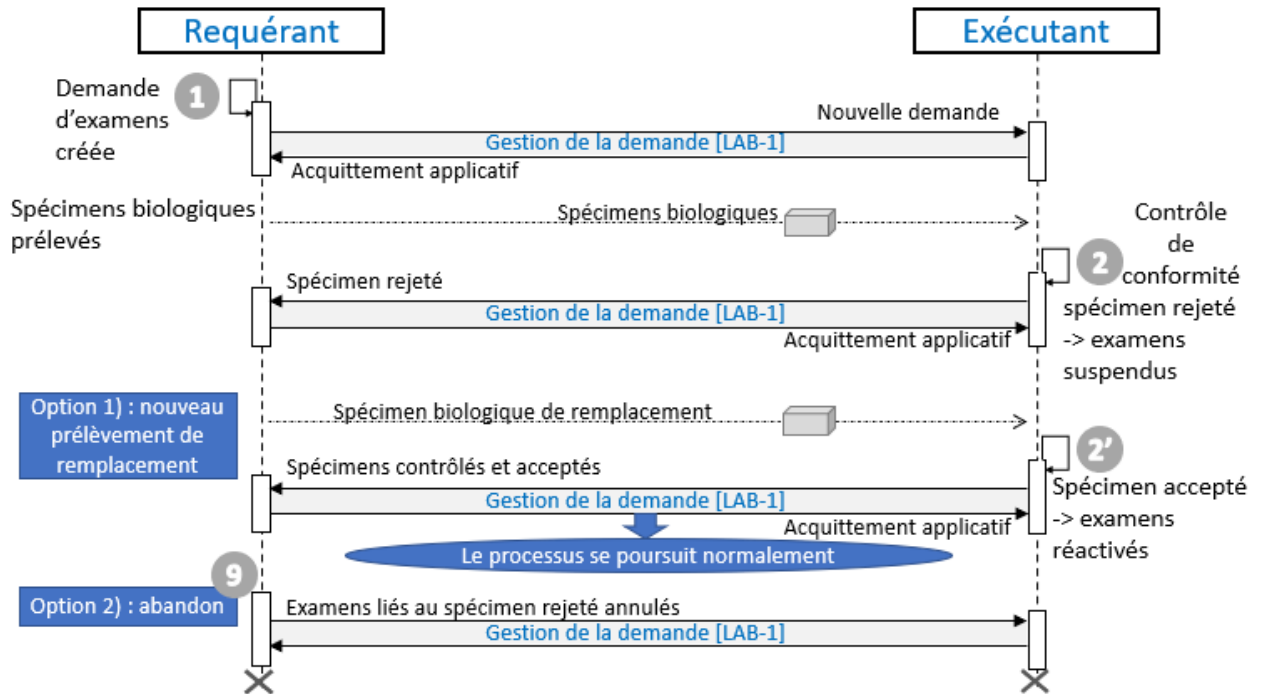 Requérant
Exécutant
Demande
d'examens
créée
1
Nouvelle demande
Gestion de la demande [LAB-1]
Acquittement applicatif
Spécimens biologiques
prélevés
Spécimens biologiques
Contrôle
de
conformité
spécimen rejeté
-> examens
suspendus
2
Spécimen rejeté
Gestion de la demande [LAB-1]
Acquittement applicatif
Option 1) : nouveau
prélèvement de
remplacement
Spécimen biologique de remplacement
2’
Spécimens contrôlés et acceptés
Gestion de la demande [LAB-1]
Acquittement applicatif
Spécimen accepté
-> examens
réactivés
Le processus se poursuit normalement
9
Option 2) : abandon
Examens liés au spécimen rejeté annulés
Gestion de la demande [LAB-1]